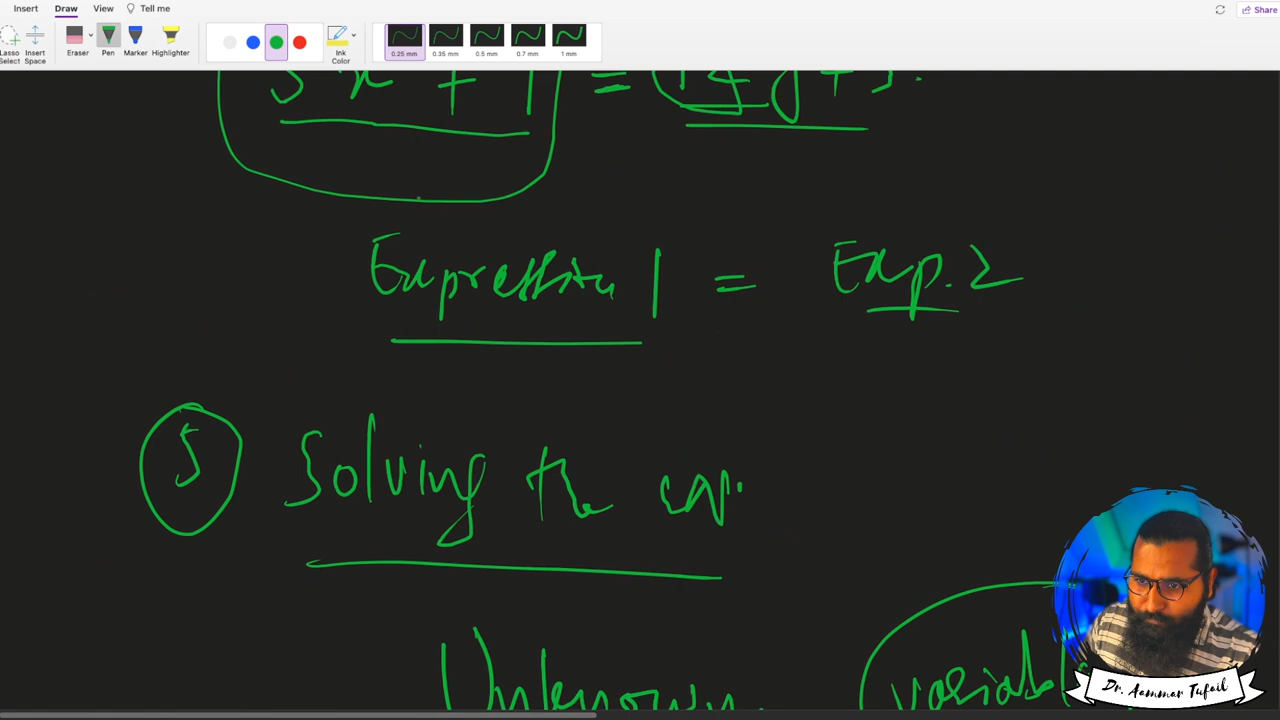 Insert Draw View Tell me
Share
Lasso Select Insert Space Eraser Pen Marker Highlighter Ink Color 0.25 mm 0.35 mm 0.5 mm 0.7 mm 1 mm
Expression 1 = Exp. 2
5 Solving the
Unknown
Dr. Aammar Tufail